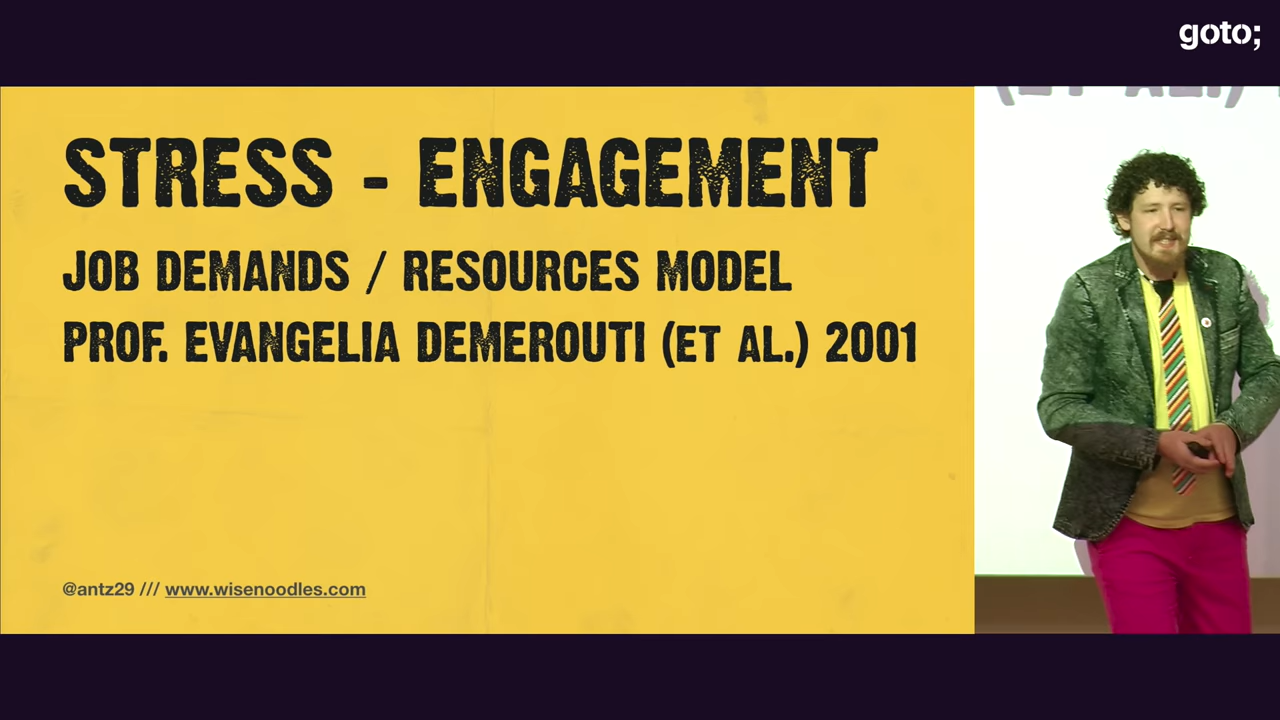 goto;
STRESS - ENGAGEMENT
JOB DEMANDS / RESOURCES MODEL
PROF. EVANGELIA DEMEROUTI (ET AL.) 2001
@antz29 /// www.wisenoodles.com